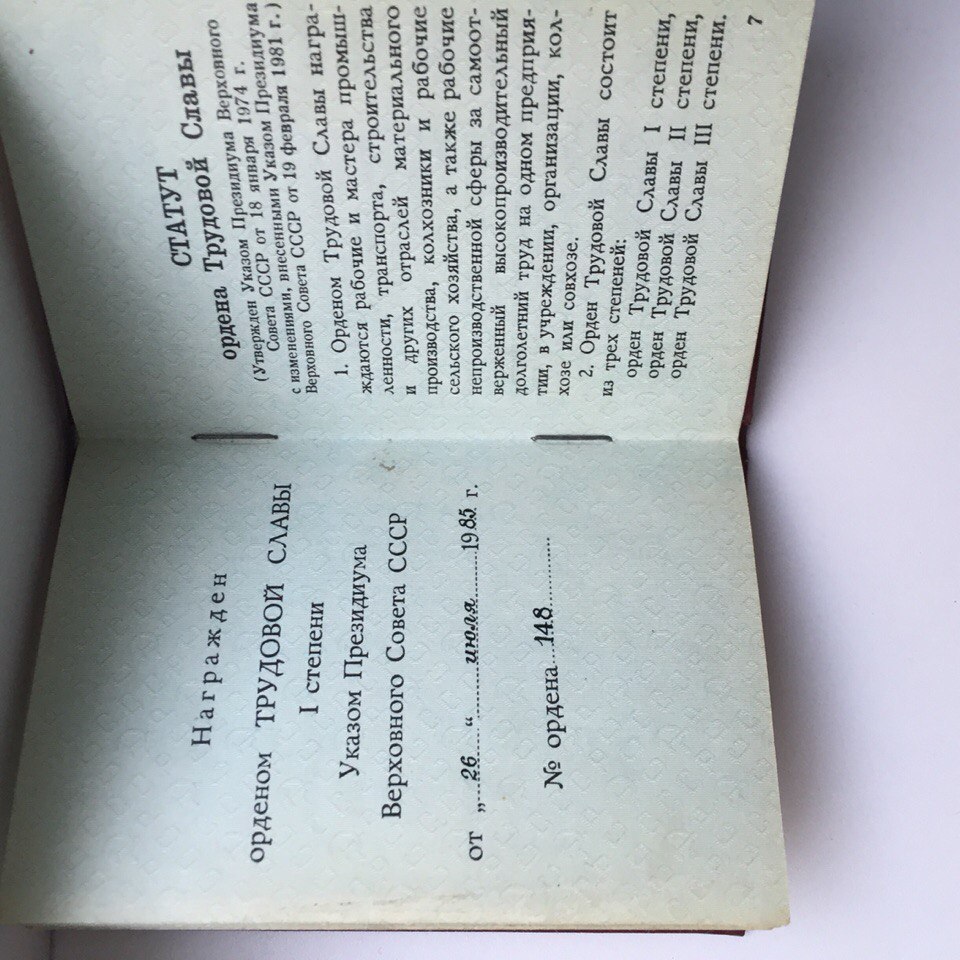 Награжден
орденом ТРУДОВОЙ СЛАВЫ
I степени
Указом Президиума
Верховного Совета СССР
от „26“ июля 1985 г.
№ ордена 148
СТАТУТ
ордена Трудовой Славы
(Утвержден Указом Президиума Верховного
Совета СССР от 18 января 1974 г.
с изменениями, внесенными Указом Президиума
Верховного Совета СССР от 19 февраля 1981 г.)
1. Орденом Трудовой Славы награ-
ждаются рабочие и мастера промыш-
ленности, транспорта, строительства
и других отраслей материального
производства, колхозники и рабочие
сельского хозяйства, а также рабочие
непроизводственной сферы за самоот-
верженный высокопроизводительный
долголетний труд на одном предприя-
тии, в учреждении, организации, кол-
хозе или совхозе.
2. Орден Трудовой Славы состоит
из трех степеней:
орден Трудовой Славы I степени,
орден Трудовой Славы II степени,
орден Трудовой Славы III степени.
7